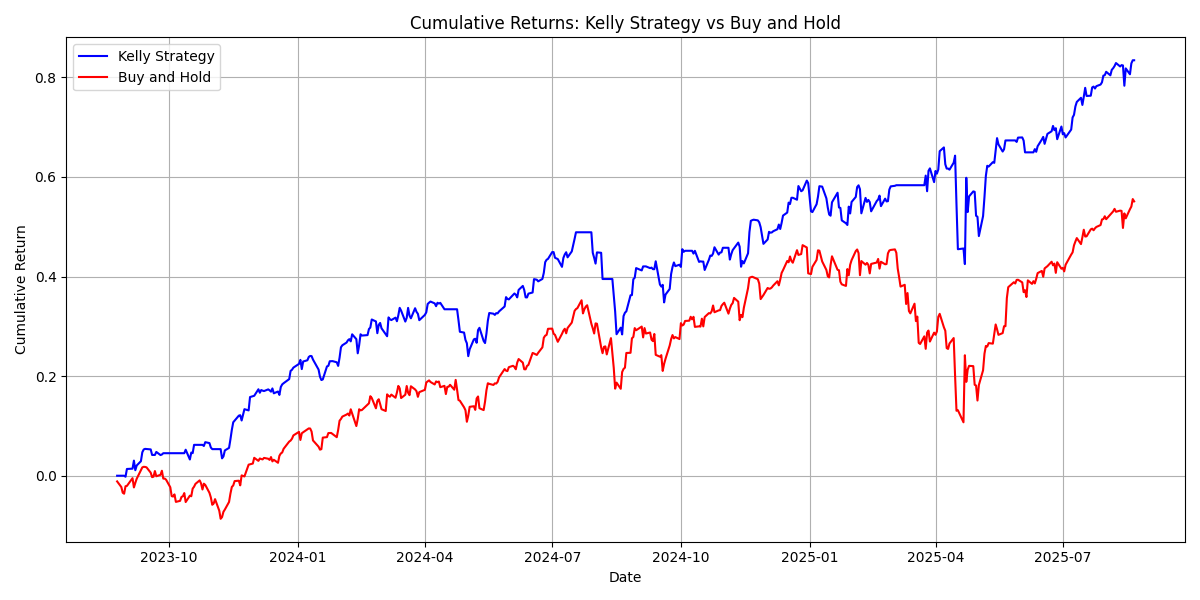 Cumulative Returns: Kelly Strategy vs Buy and Hold
Kelly Strategy
Buy and Hold
Cumulative Return
0.8
0.6
0.4
0.2
0.0
2023-10
2024-01
2024-04
2024-07
2024-10
2025-01
2025-04
2025-07
Date